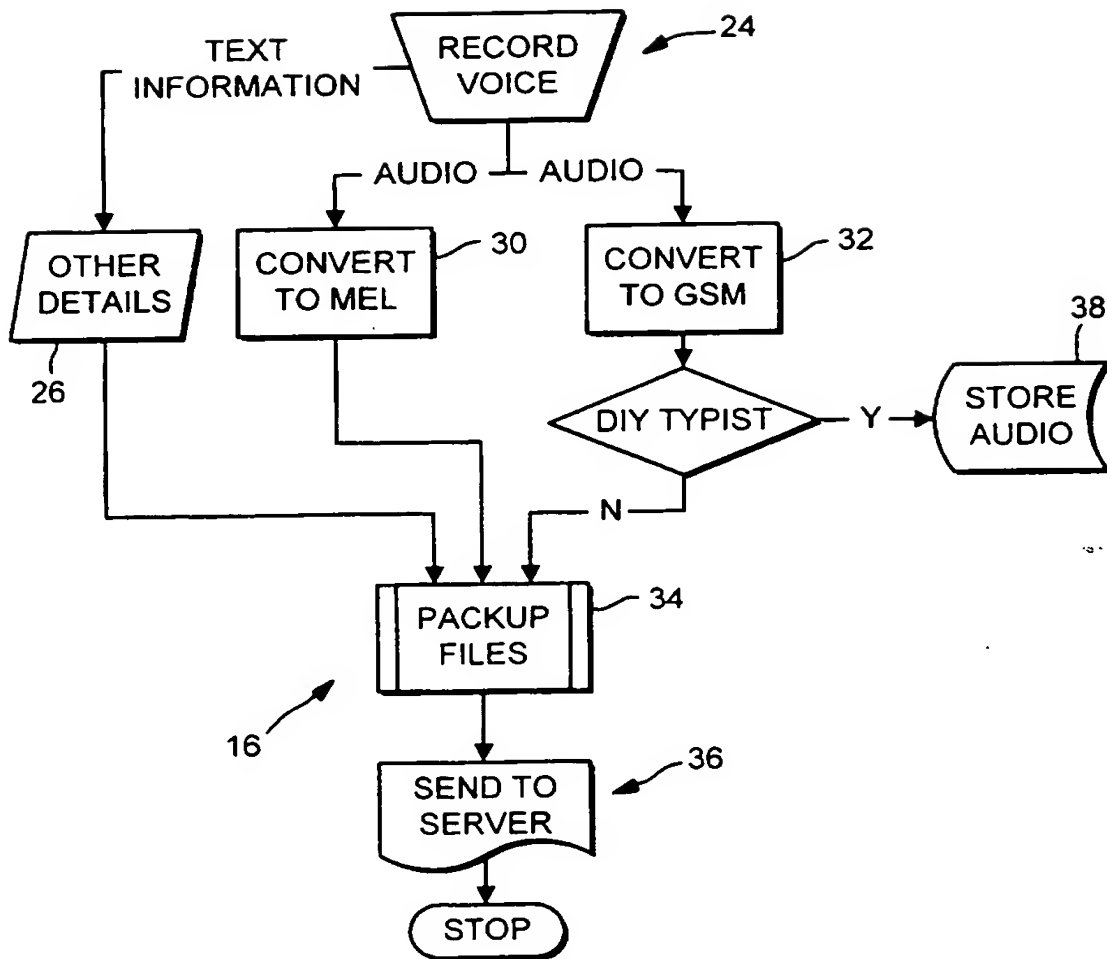 RECORD
VOICE
24
TEXT
INFORMATION
AUDIO
AUDIO
OTHER
DETAILS
26
CONVERT
TO MEL
30
CONVERT
TO GSM
32
DIY TYPIST
Y
STORE
AUDIO
38
N
PACKUP
FILES
34
16
SEND TO
SERVER
36
STOP